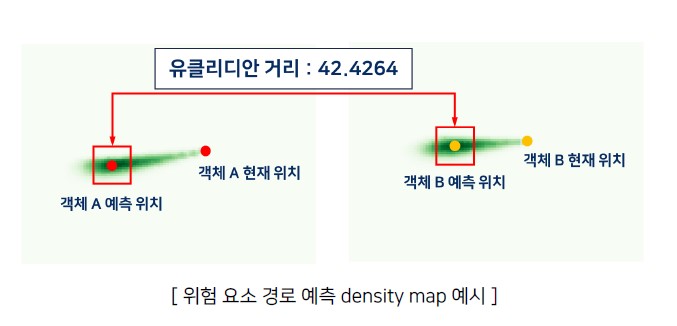 유클리디안 거리 : 42.4264
객체 A 현재 위치
객체 A 예측 위치
객체 B 현재 위치
객체 B 예측 위치
[ 위험 요소 경로 예측 density map 예시 ]